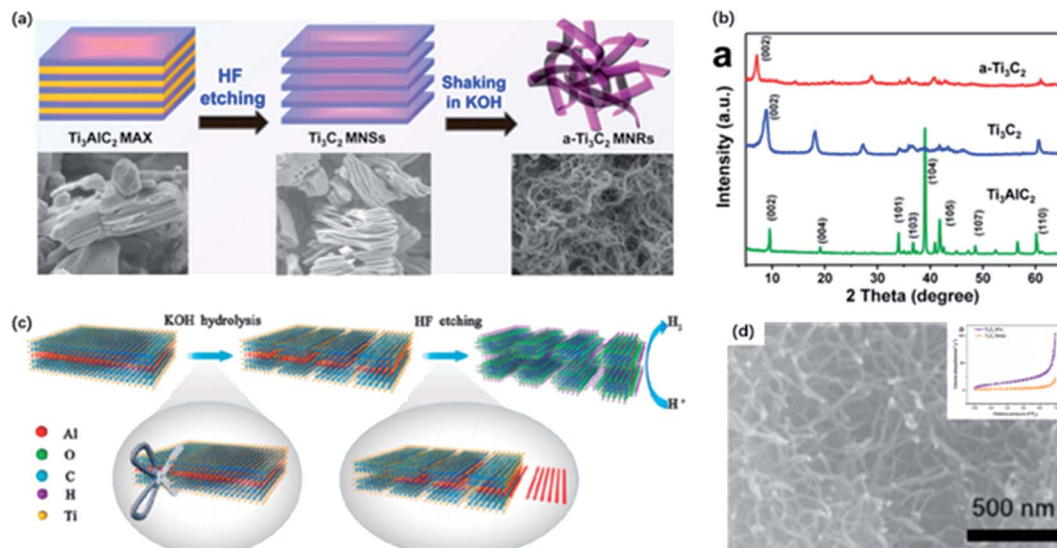 (a)
HF
etching
Shaking
in KOH
Ti₃AlC₂ MAX
Ti₃C₂ MNSs
a-Ti₃C₂ MNRs
(b)
a
Intensity (a.u.)
(002)
a-Ti₃C₂
(002)
Ti₃C₂
(002)
(004)
(101)
(103)
(104)
(105)
(107)
(110)
Ti₃AlC₂
10
20
30
40
50
60
2 Theta (degree)
(c)
KOH hydrolysis
HF etching
H₂
H⁺
Al
O
C
H
Ti
(d)
a
500 nm